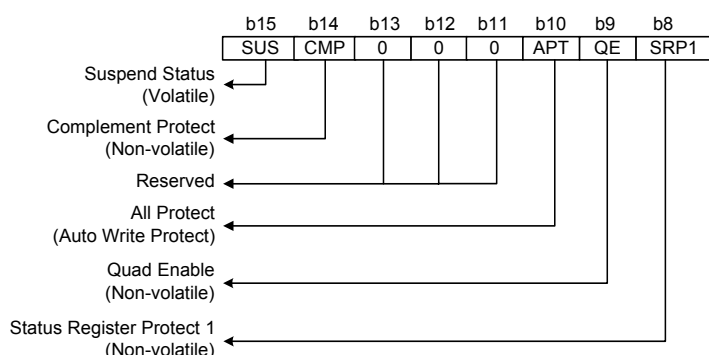 b15 b14 b13 b12 b11 b10 b9 b8
SUS CMP 0 0 0 APT QE SRP1
Suspend Status
(Volatile)
Complement Protect
(Non-volatile)
Reserved
All Protect
(Auto Write Protect)
Quad Enable
(Non-volatile)
Status Register Protect 1
(Non-volatile)